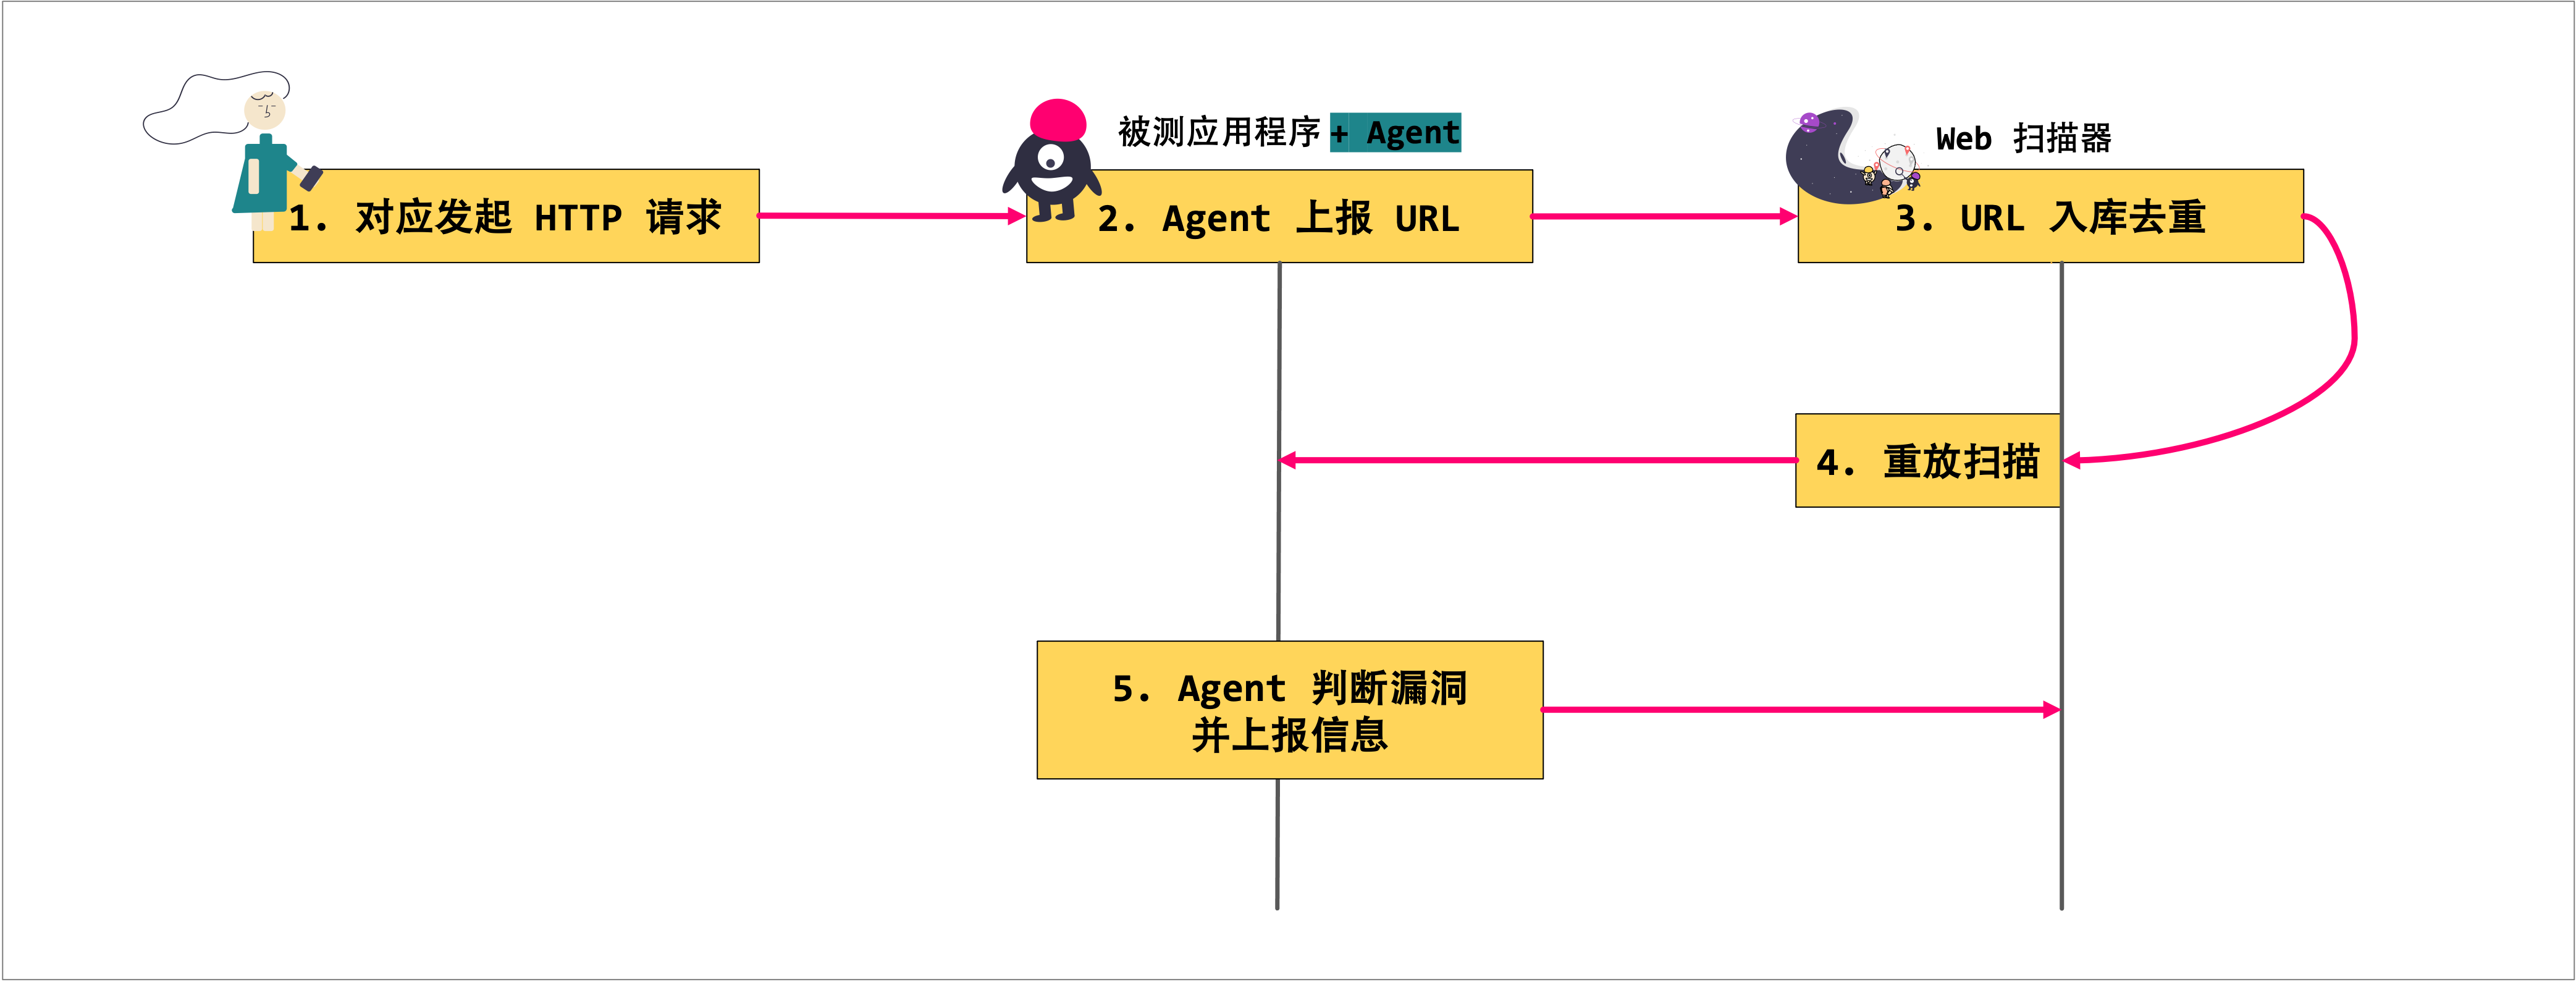 被测应用程序 + Agent
Web 扫描器
1. 对应发起 HTTP 请求
2. Agent 上报 URL
3. URL 入库去重
4. 重放扫描
5. Agent 判断漏洞
并上报信息